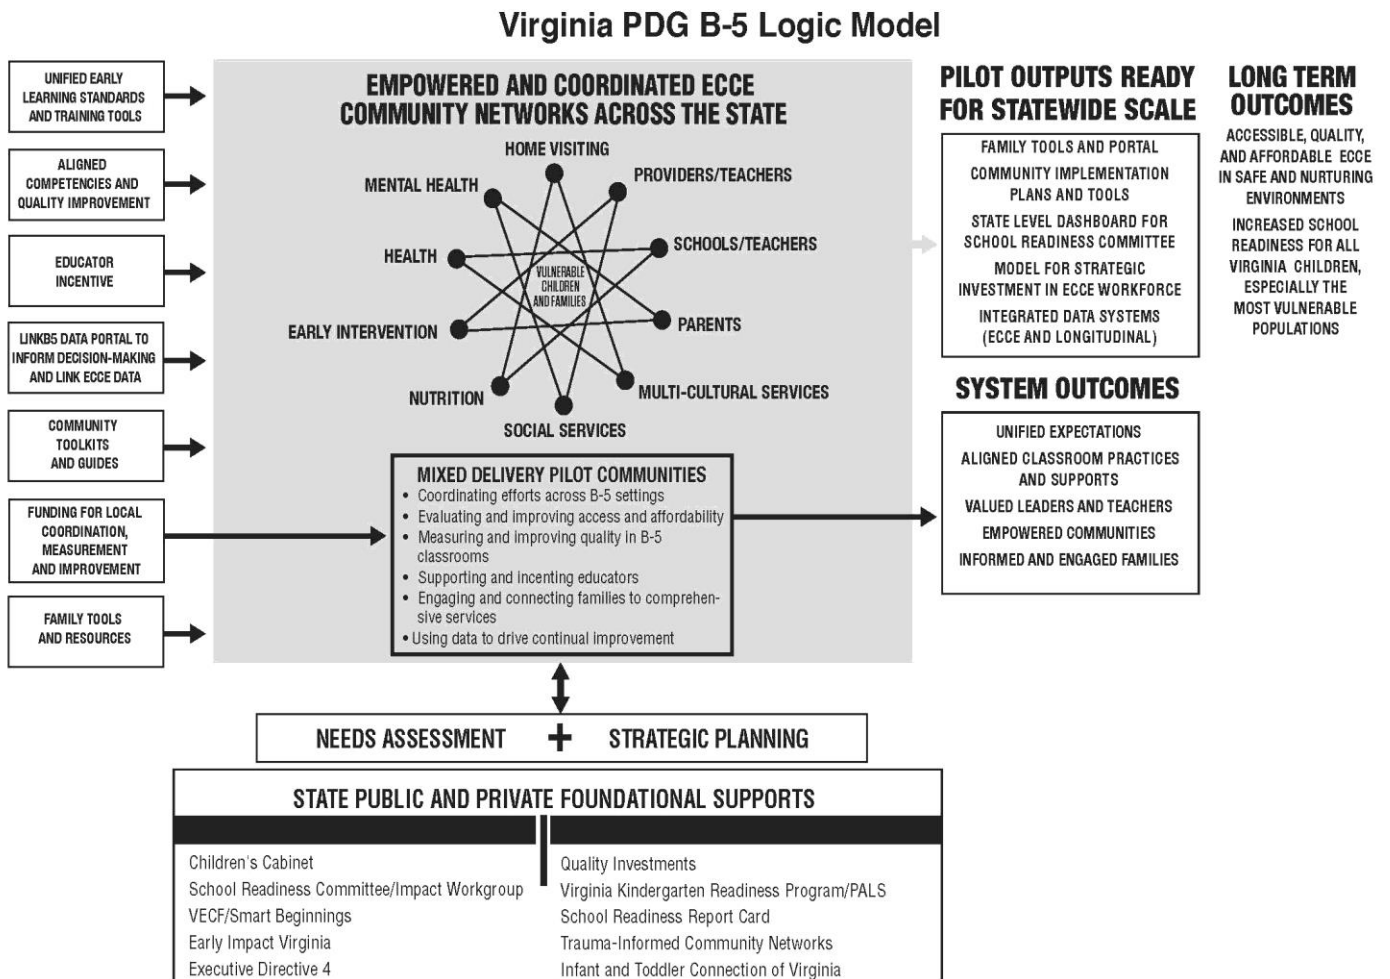 Virginia PDG B-5 Logic Model
UNIFIED EARLY
LEARNING STANDARDS
AND TRAINING TOOLS
ALIGNED
COMPETENCIES AND
QUALITY IMPROVEMENT
EDUCATOR
INCENTIVE
LINKB5 DATA PORTAL TO
INFORM DECISION-MAKING
AND LINK ECCE DATA
COMMUNITY
TOOLKITS
AND GUIDES
FUNDING FOR LOCAL
COORDINATION,
MEASUREMENT
AND IMPROVEMENT
FAMILY TOOLS
AND RESOURCES
EMPOWERED AND COORDINATED ECCE
COMMUNITY NETWORKS ACROSS THE STATE
HOME VISITING
PROVIDERS/TEACHERS
MENTAL HEALTH
SCHOOLS/TEACHERS
HEALTH
VULNERABLE
CHILDREN
AND FAMILIES
EARLY INTERVENTION
PARENTS
NUTRITION
MULTI-CULTURAL SERVICES
SOCIAL SERVICES
MIXED DELIVERY PILOT COMMUNITIES
• Coordinating efforts across B-5 settings
• Evaluating and improving access and affordability
• Measuring and improving quality in B-5
classrooms
• Supporting and incenting educators
• Engaging and connecting families to comprehen-
sive services
• Using data to drive continual improvement
PILOT OUTPUTS READY
FOR STATEWIDE SCALE
FAMILY TOOLS AND PORTAL
COMMUNITY IMPLEMENTATION
PLANS AND TOOLS
STATE LEVEL DASHBOARD FOR
SCHOOL READINESS COMMITTEE
MODEL FOR STRATEGIC
INVESTMENT IN ECCE WORKFORCE
INTEGRATED DATA SYSTEMS
(ECCE AND LONGITUDINAL)
SYSTEM OUTCOMES
UNIFIED EXPECTATIONS
ALIGNED CLASSROOM PRACTICES
AND SUPPORTS
VALUED LEADERS AND TEACHERS
EMPOWERED COMMUNITIES
INFORMED AND ENGAGED FAMILIES
LONG TERM
OUTCOMES
ACCESSIBLE, QUALITY,
AND AFFORDABLE ECCE
IN SAFE AND NURTURING
ENVIRONMENTS
INCREASED SCHOOL
READINESS FOR ALL
VIRGINIA CHILDREN,
ESPECIALLY THE
MOST VULNERABLE
POPULATIONS
NEEDS ASSESSMENT + STRATEGIC PLANNING
STATE PUBLIC AND PRIVATE FOUNDATIONAL SUPPORTS
Children's Cabinet
School Readiness Committee/Impact Workgroup
VECF/Smart Beginnings
Early Impact Virginia
Executive Directive 4
Quality Investments
Virginia Kindergarten Readiness Program/PALS
School Readiness Report Card
Trauma-Informed Community Networks
Infant and Toddler Connection of Virginia